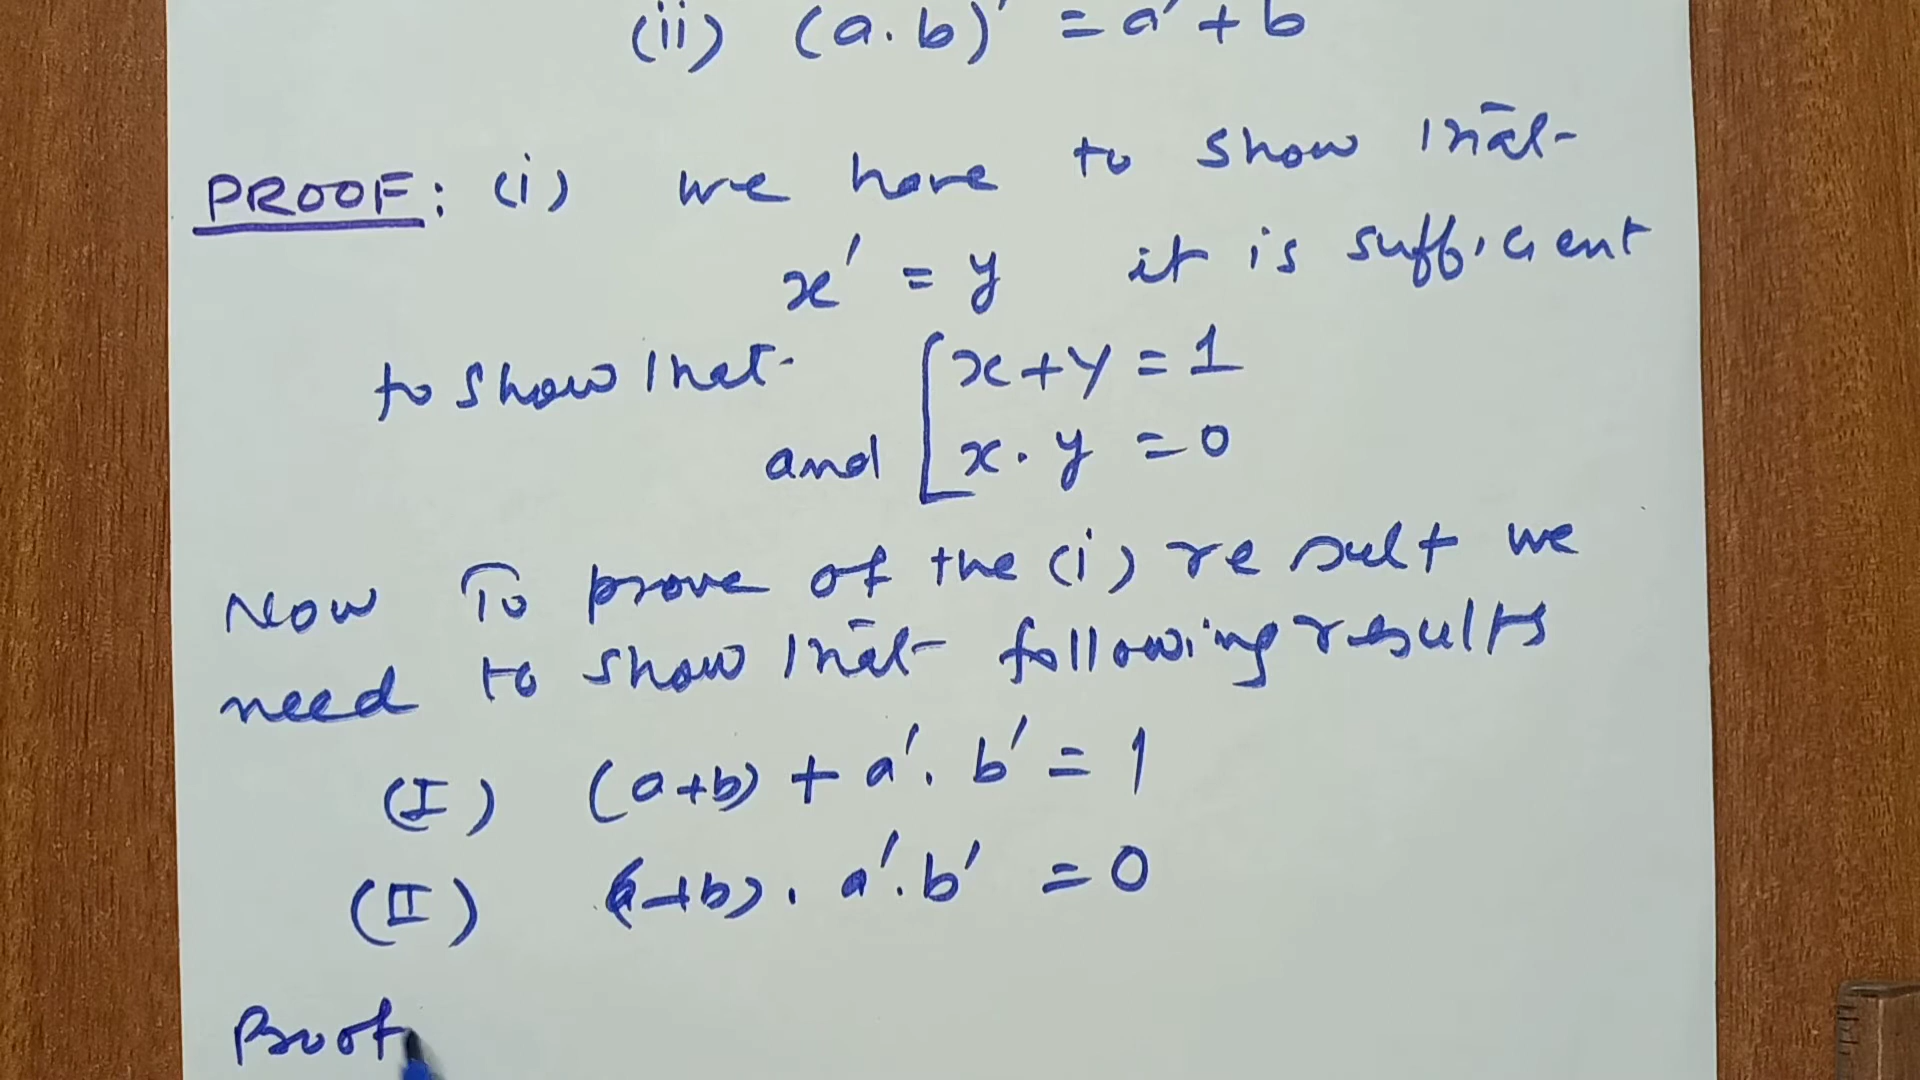 (ii) (a.b)' = a' + b
PROOF: (i) we have to show that
x' = y it is sufficient
to show that [x+y = 1
and [x.y = 0
Now To prove of the (i) result we
need to show that following results
(I) (a+b) + a'.b' = 1
(II) (a+b). a'.b' = 0
Proof